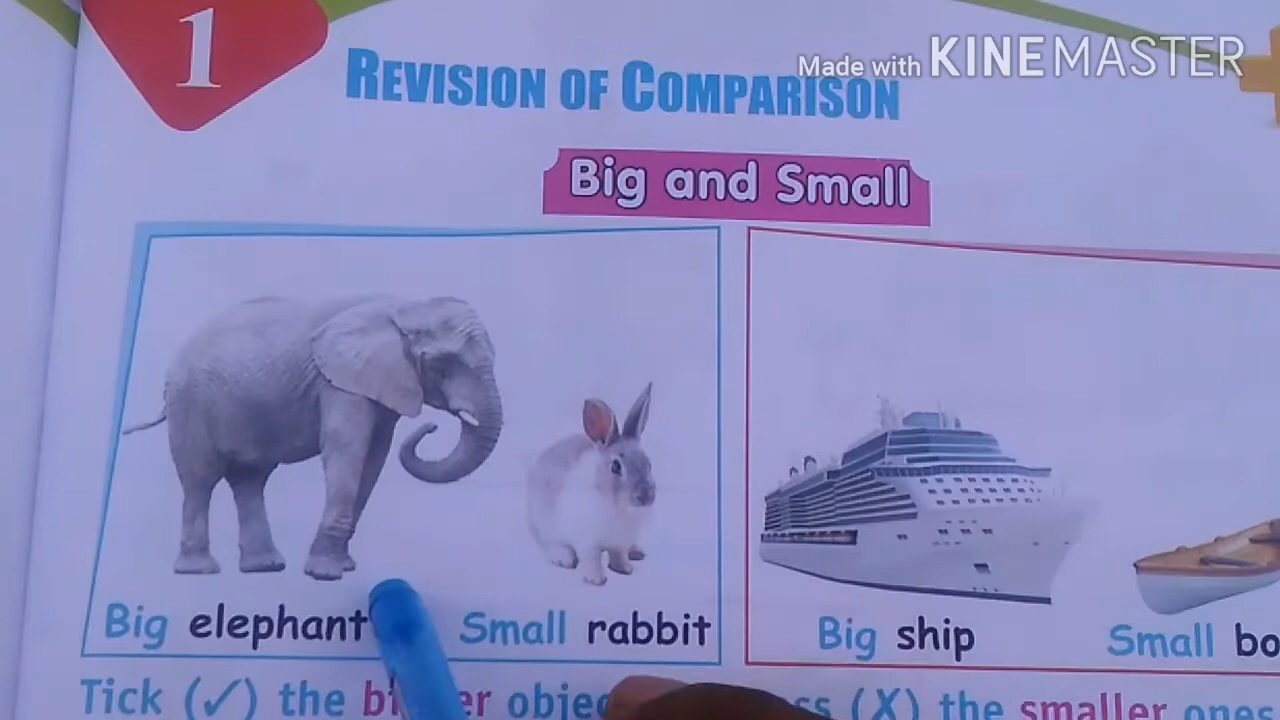 1
REVISION OF COMPARISON
Made with KINEMASTER
Big and Small
Big elephant Small rabbit
Big ship Small
Tick (✓) the (X) the smaller ones